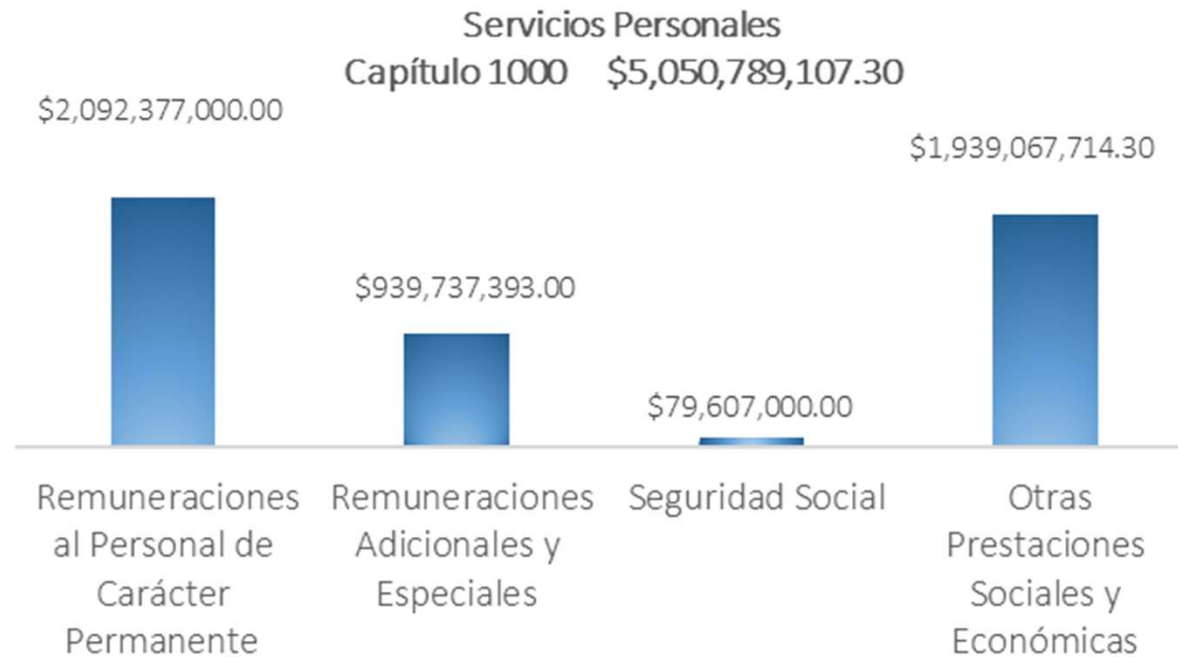 Servicios Personales
Capítulo 1000 $5,050,789,107.30
$2,092,377,000.00
$1,939,067,714.30
$939,737,393.00
$79,607,000.00
Remuneraciones
al Personal de
Carácter
Permanente
Remuneraciones
Adicionales y
Especiales
Seguridad Social
Otras
Prestaciones
Sociales y
Económicas